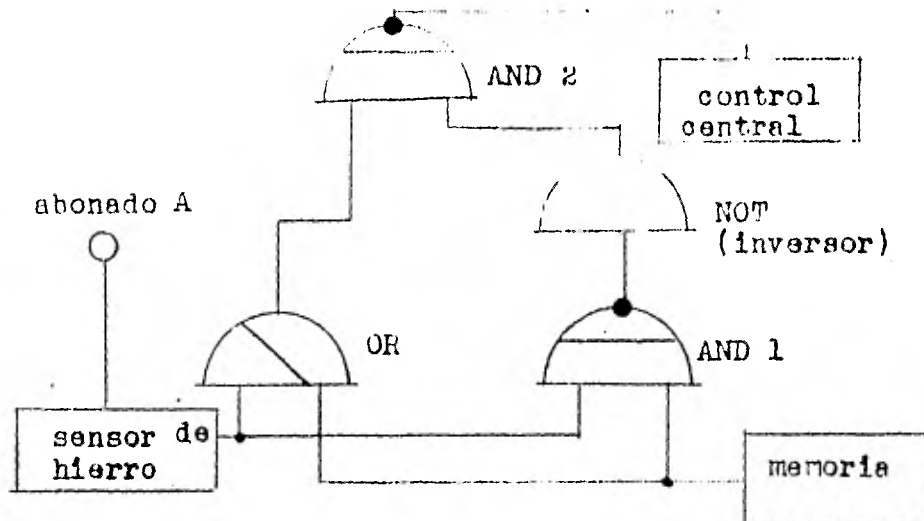 AND 2
control
central
abonado A
NOT
(inversor)
OR
AND 1
sensor de
hierro
memoria